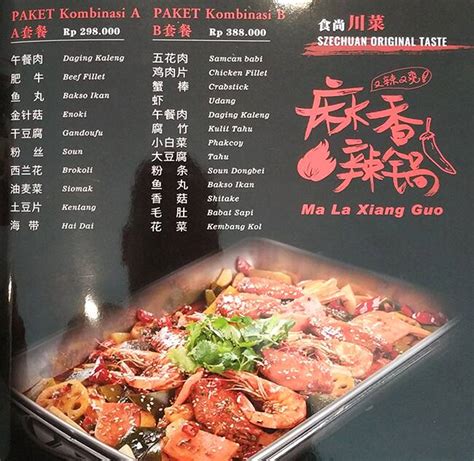 PAKET Kombinasi A
A套餐 Rp 298.000
午餐肉 Daging Kaleng
肥牛 Beef Fillet
鱼丸 Bakso Ikan
金针菇 Enoki
干豆腐 Gandoufu
粉丝 Soun
西兰花 Brokoli
油麦菜 Siomak
土豆片 Kentang
海带 Hai Dai
PAKET Kombinasi B
B套餐 Rp 388.000
五花肉 Samcan babi
鸡肉片 Chicken Fillet
蟹棒 Crabstick
虾 Udang
午餐肉 Daging Kaleng
腐竹 Kulit Tahu
小白菜 Phakcoy
大豆腐 Tahu
粉条 Soun Dongbei
鱼丸 Bakso Ikan
香菇 Shitake
毛肚 Babat Sapi
花菜 Kembang Kol
食尚川菜
SZECHUAN ORIGINAL TASTE
又辣又爽
麻香
辣锅
Ma La Xiang Guo